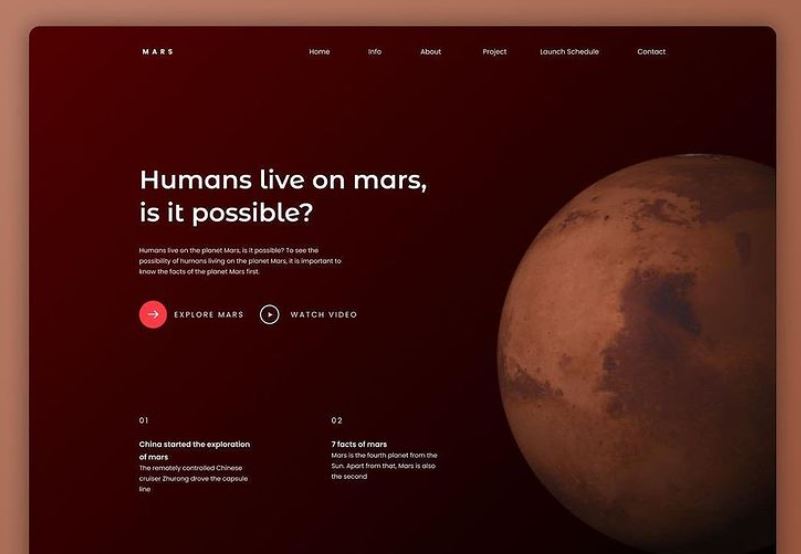 MARS
Home Info About Project Launch Schedule Contact
Humans live on mars,
is it possible?
Humans live on the planet Mars, is it possible? To see the
possibility of humans living on the planet Mars, it is important to
know the facts of the planet Mars first.
EXPLORE MARS WATCH VIDEO
01
China started the exploration
of mars
The remotely controlled Chinese
cruiser Zhurong drove the capsule
line
02
7 facts of mars
Mars is the fourth planet from the
Sun. Apart from that, Mars is also
the second